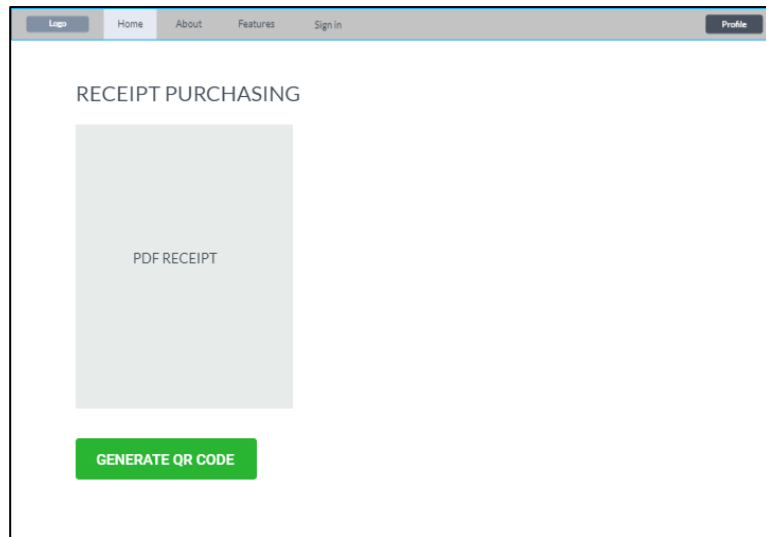 Logo Home About Features Sign in Profile
RECEIPT PURCHASING
PDF RECEIPT
GENERATE QR CODE